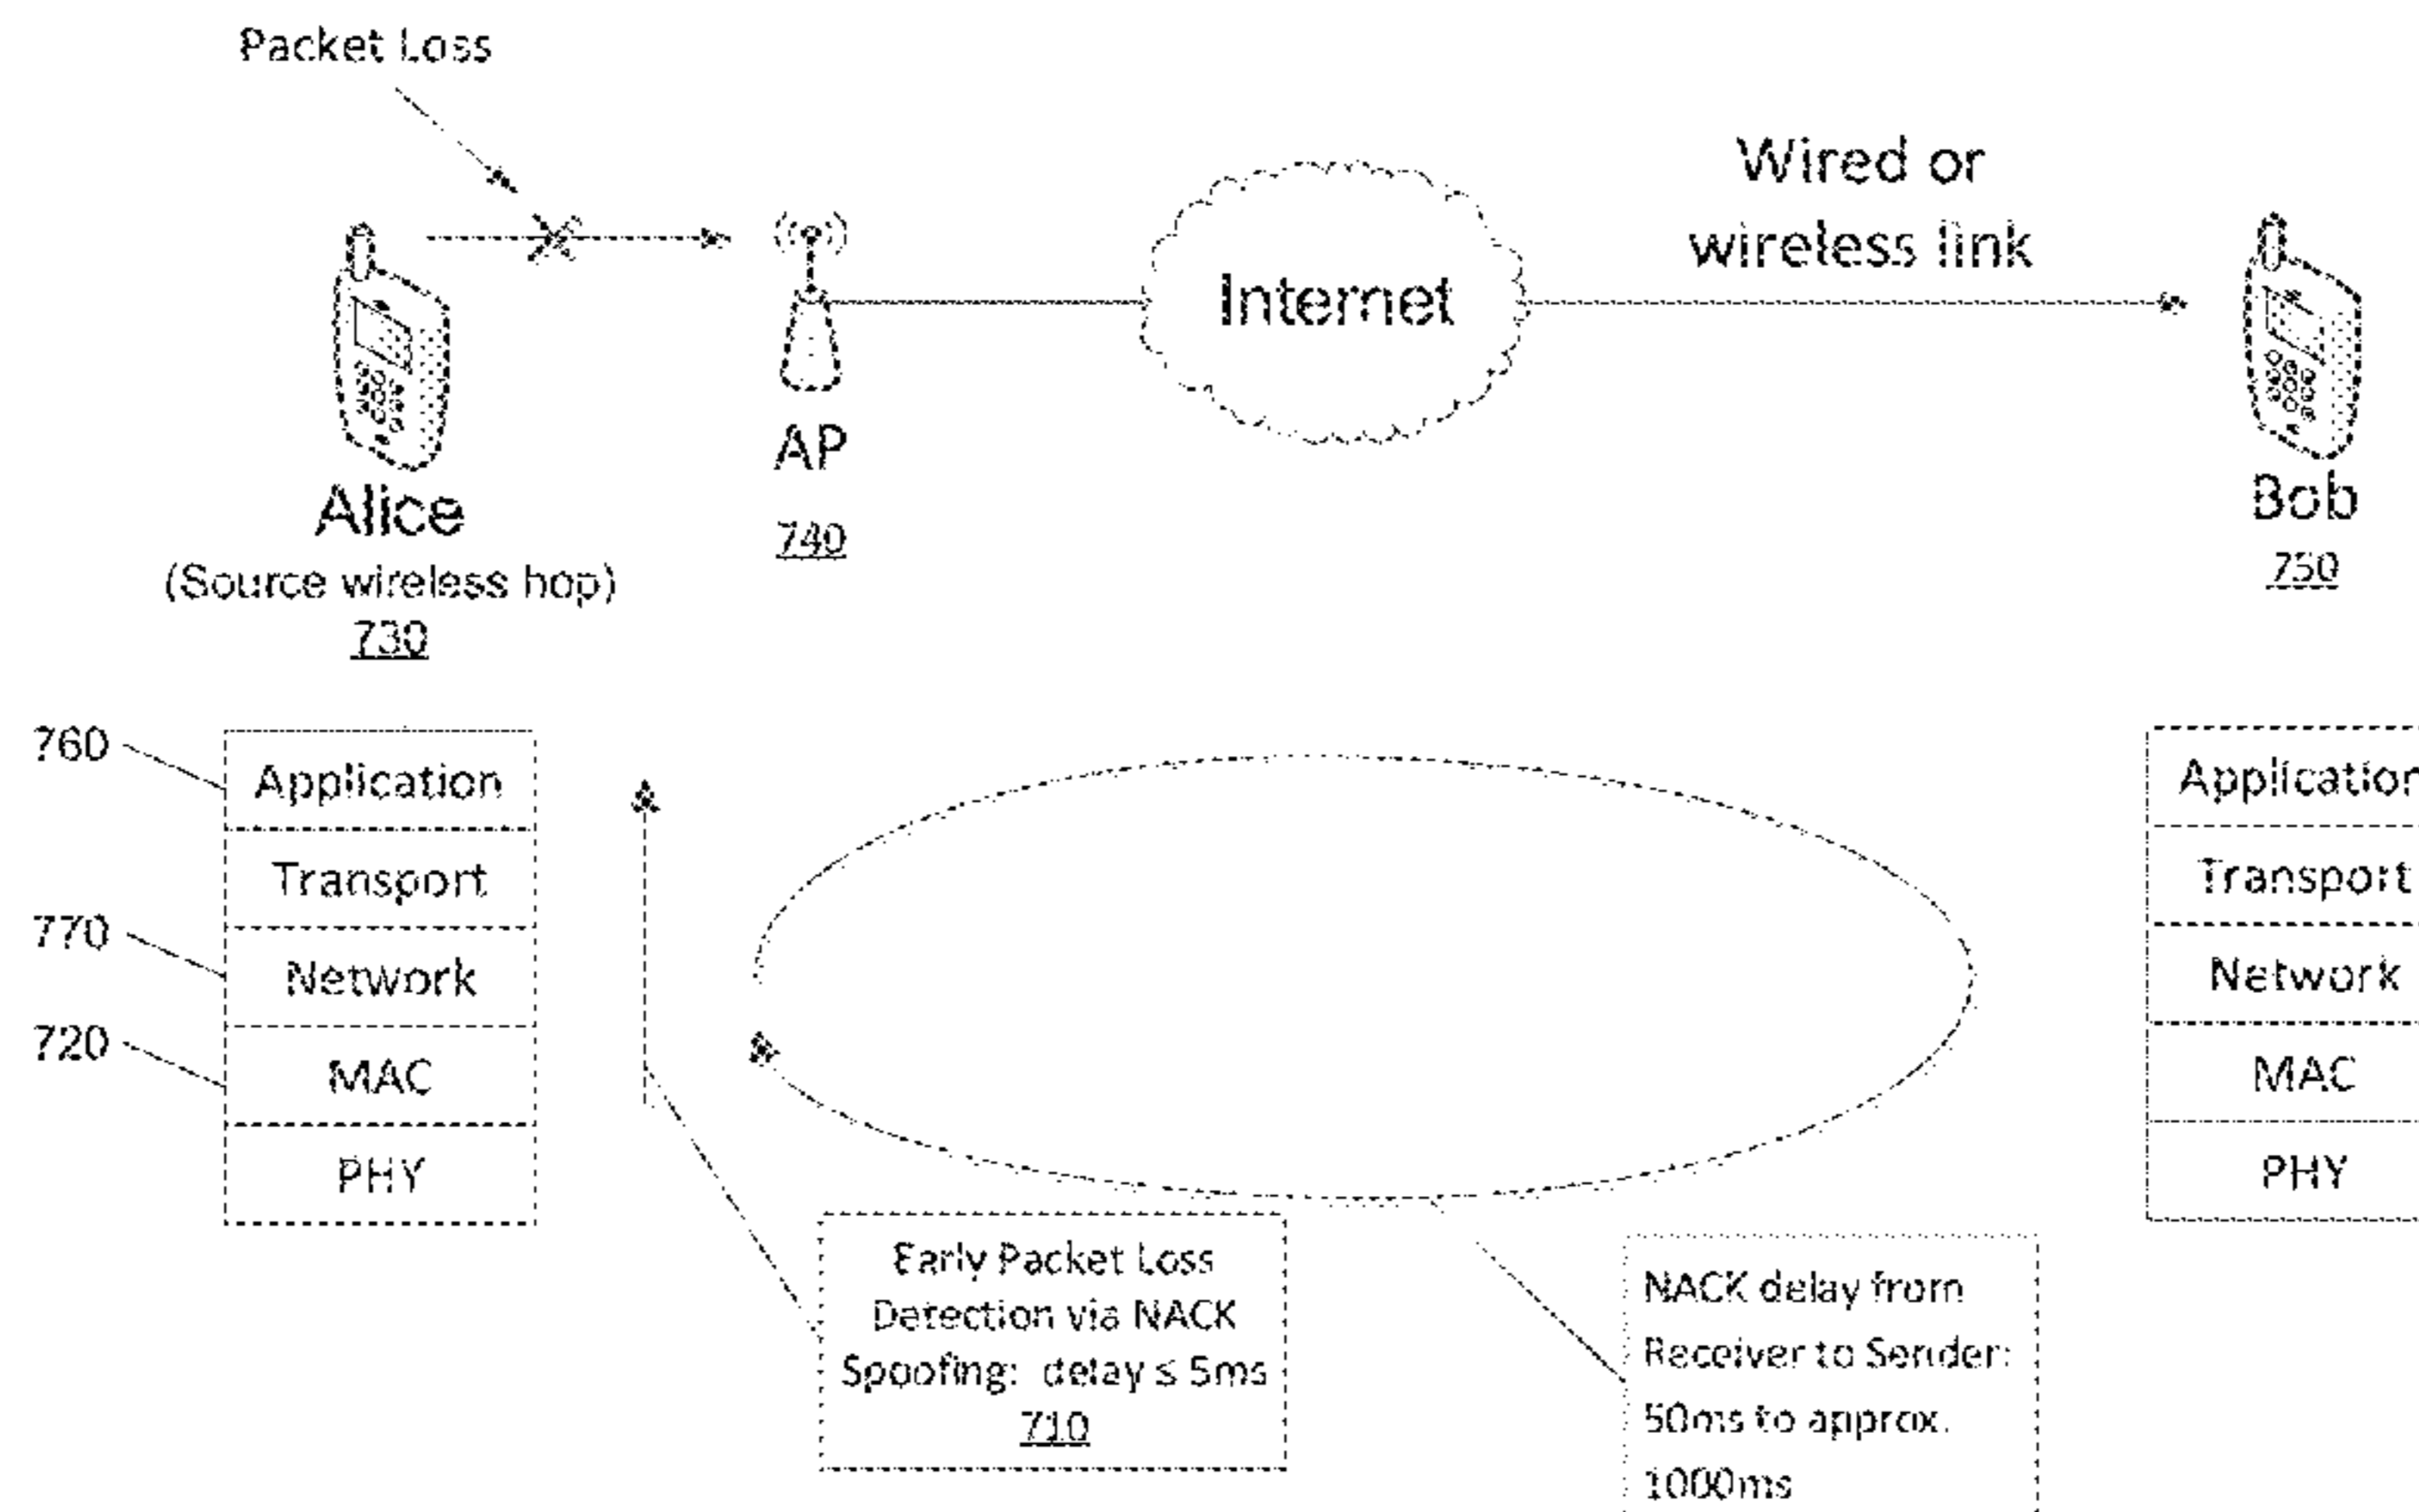 Packet Loss
Wired or
wireless link
Internet
AP
740
Alice
(Source wireless hop)
730
Bob
750
760
Application
Transport
770
Network
720
MAC
PHY
Application
Transport
Network
MAC
PHY
Early Packet Loss
Detection via NACK
Spoofing: delay ≤ 5ms
710
NACK delay from
Receiver to Sender:
50ms to approx.
1000ms